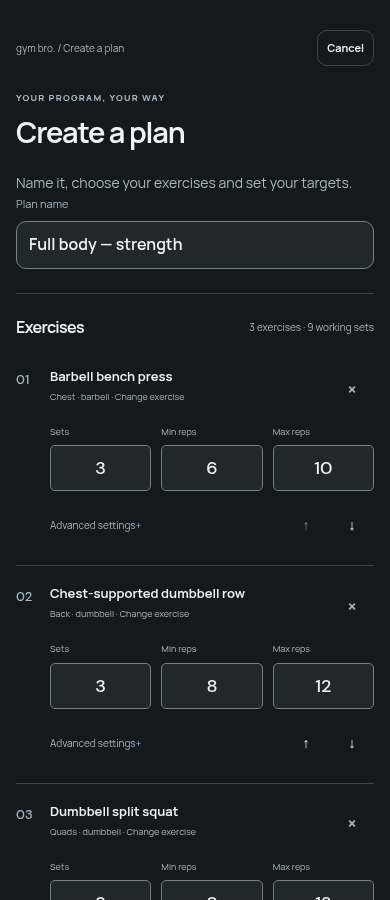 gym bro. / Create a plan
Cancel
YOUR PROGRAM, YOUR WAY
Create a plan
Name it, choose your exercises and set your targets.
Plan name
Full body — strength
Exercises
3 exercises · 9 working sets
01
Barbell bench press
×
Chest · barbell · Change exercise
Sets
Min reps
Max reps
3
6
10
Advanced settings+
↑
↓
02
Chest-supported dumbbell row
×
Back · dumbbell · Change exercise
Sets
Min reps
Max reps
3
8
12
Advanced settings+
↑
↓
03
Dumbbell split squat
×
Quads · dumbbell · Change exercise
Sets
Min reps
Max reps